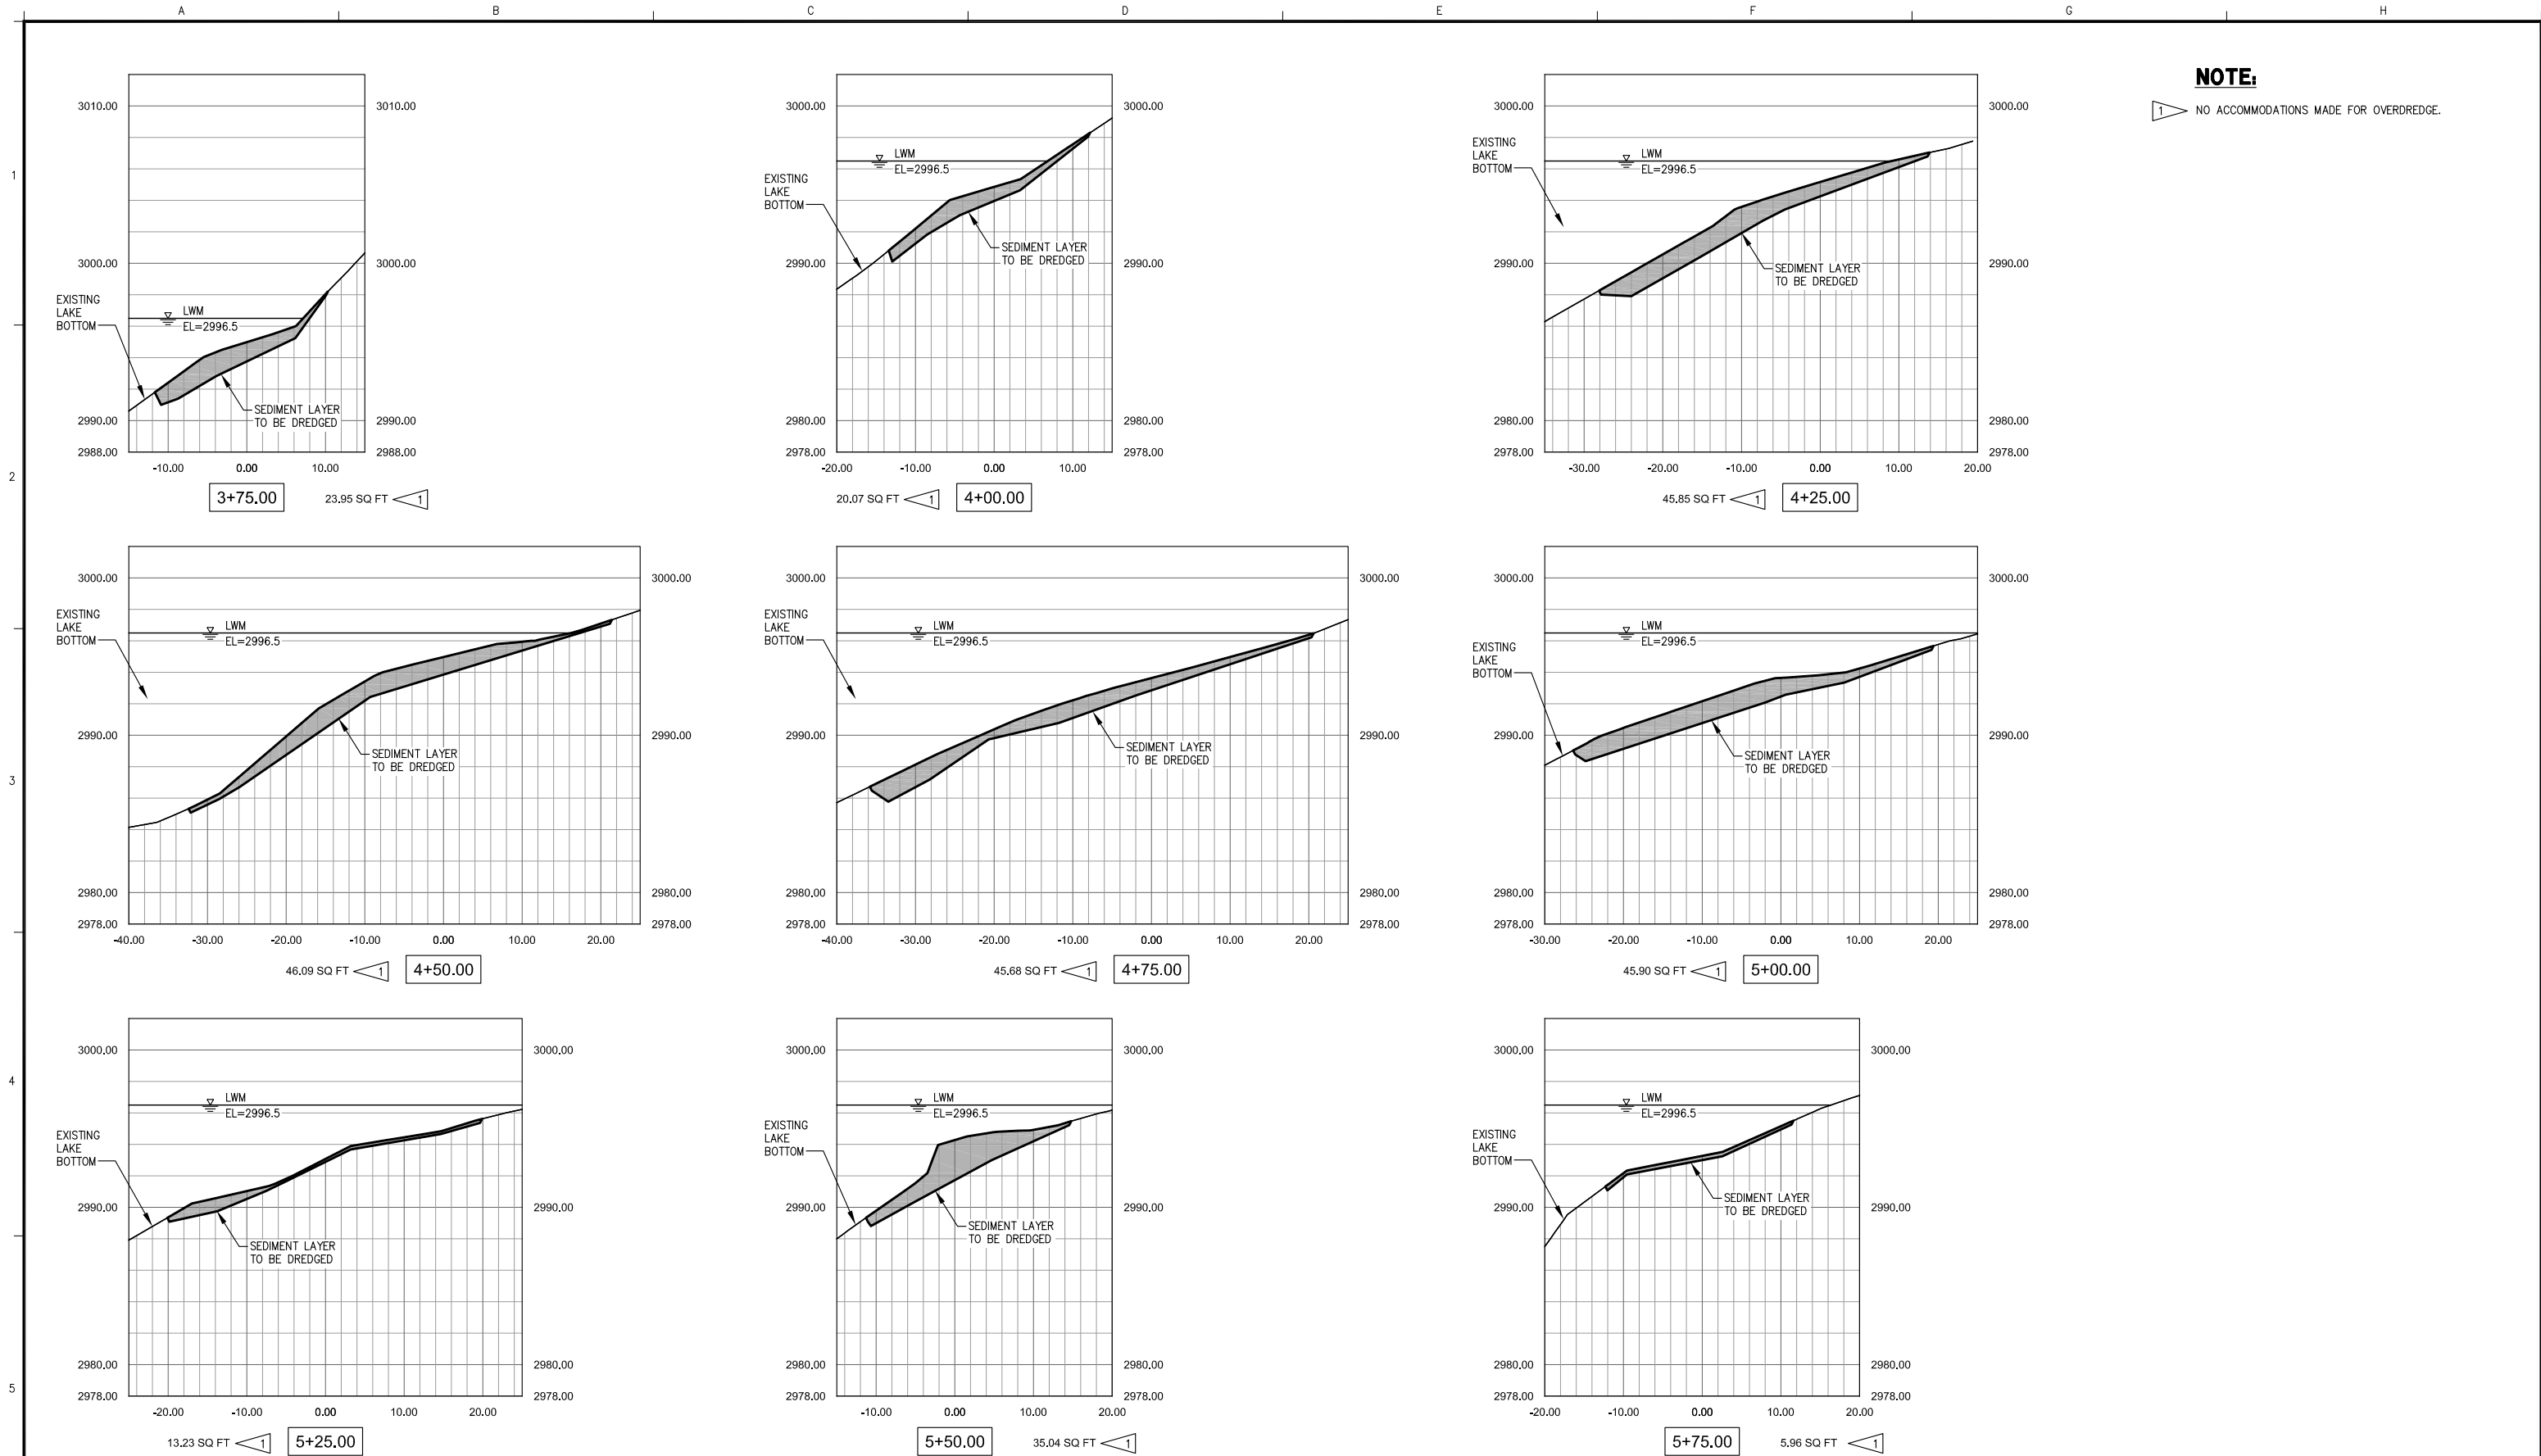 A B C D E F G H
1
2
3
4
5
NOTE:
1 NO ACCOMMODATIONS MADE FOR OVERDREDGE.
3010.00 3010.00
3000.00 3000.00
EXISTING
LAKE
BOTTOM
LWM
EL=2996.5
SEDIMENT LAYER
TO BE DREDGED
2990.00 2990.00
2988.00 2988.00
-10.00 0.00 10.00
3+75.00 23.95 SQ FT 1
3000.00 3000.00
LWM
EL=2996.5
EXISTING
LAKE
BOTTOM
SEDIMENT LAYER
TO BE DREDGED
2990.00 2990.00
2980.00 2980.00
2978.00 2978.00
-20.00 -10.00 0.00 10.00
20.07 SQ FT 1 4+00.00
3000.00 3000.00
EXISTING
LAKE
BOTTOM
LWM
EL=2996.5
SEDIMENT LAYER
TO BE DREDGED
2990.00 2990.00
2980.00 2980.00
2978.00 2978.00
-30.00 -20.00 -10.00 0.00 10.00 20.00
45.85 SQ FT 1 4+25.00
3000.00 3000.00
EXISTING
LAKE
BOTTOM
LWM
EL=2996.5
2990.00 2990.00
SEDIMENT LAYER
TO BE DREDGED
2980.00 2980.00
2978.00 2978.00
-40.00 -30.00 -20.00 -10.00 0.00 10.00 20.00
46.09 SQ FT 1 4+50.00
3000.00 3000.00
EXISTING
LAKE
BOTTOM
LWM
EL=2996.5
2990.00 2990.00
SEDIMENT LAYER
TO BE DREDGED
2980.00 2980.00
2978.00 2978.00
-40.00 -30.00 -20.00 -10.00 0.00 10.00 20.00
45.68 SQ FT 1 4+75.00
3000.00 3000.00
LWM
EL=2996.5
EXISTING
LAKE
BOTTOM
2990.00 2990.00
SEDIMENT LAYER
TO BE DREDGED
2980.00 2980.00
2978.00 2978.00
-30.00 -20.00 -10.00 0.00 10.00 20.00
45.90 SQ FT 1 5+00.00
3000.00 3000.00
LWM
EL=2996.5
EXISTING
LAKE
BOTTOM
2990.00 2990.00
SEDIMENT LAYER
TO BE DREDGED
2980.00 2980.00
2978.00 2978.00
-20.00 -10.00 0.00 10.00 20.00
13.23 SQ FT 1 5+25.00
3000.00 3000.00
LWM
EL=2996.5
EXISTING
LAKE
BOTTOM
2990.00 2990.00
SEDIMENT LAYER
TO BE DREDGED
2980.00 2980.00
2978.00 2978.00
-10.00 0.00 10.00 20.00
5+50.00 35.04 SQ FT 1
3000.00 3000.00
LWM
EL=2996.5
EXISTING
LAKE
BOTTOM
2990.00 2990.00
SEDIMENT LAYER
TO BE DREDGED
2980.00 2980.00
2978.00 2978.00
-20.00 -10.00 0.00 10.00 20.00
5+75.00 5.96 SQ FT 1